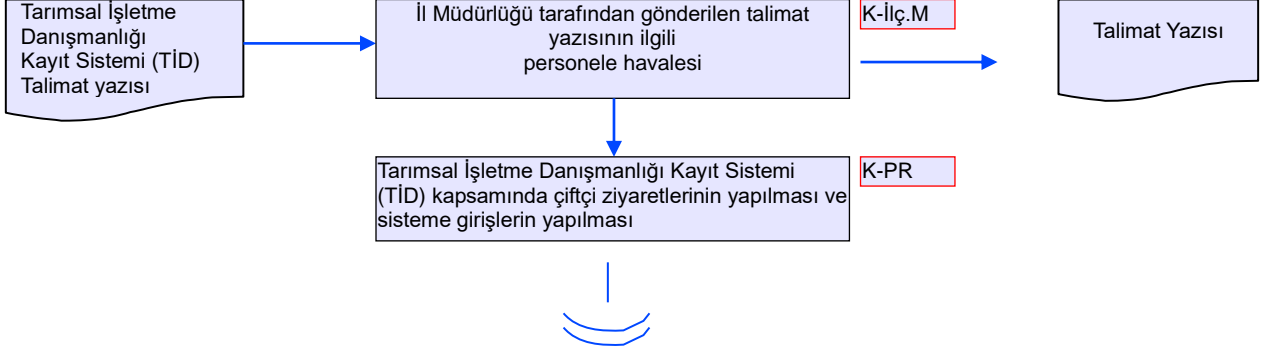 Tarımsal İşletme
Danışmanlığı
Kayıt Sistemi (TİD)
Talimat yazısı
İl Müdürlüğü tarafından gönderilen talimat
yazısının ilgili
personele havalesi
K-İlç.M
Talimat Yazısı
Tarımsal İşletme Danışmanlığı Kayıt Sistemi
(TİD) kapsamında çiftçi ziyaretlerinin yapılması ve
sisteme girişlerin yapılması
K-PR